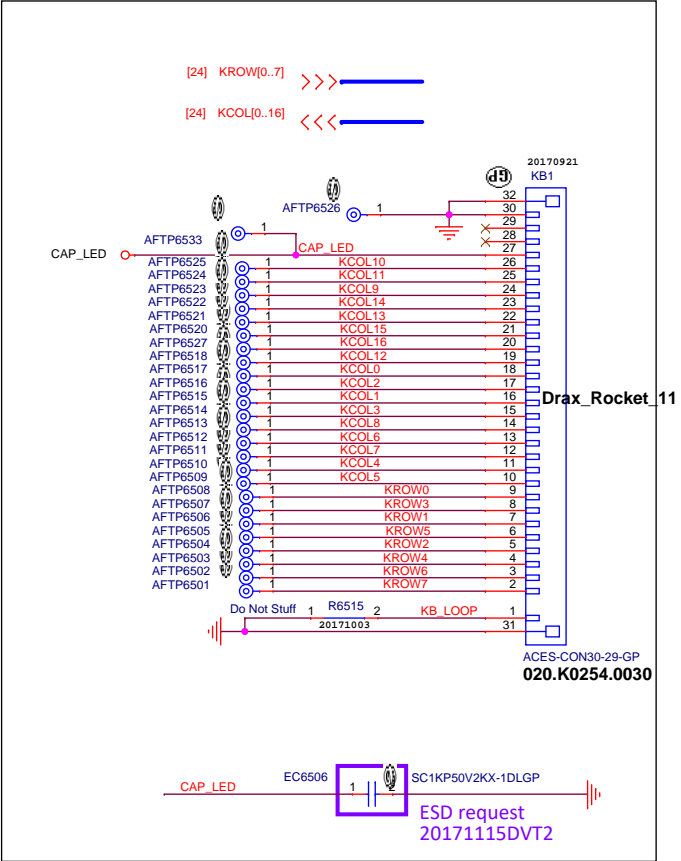 [24] KROW[0..7]
[24] KCOL[0..16]
20170921
GP KB1
32
AFTP6526 1 30
29
AFTP6533 1 28
CAP_LED CAP_LED 27
AFTP6525 1 KCOL10 26
AFTP6524 1 KCOL11 25
AFTP6523 1 KCOL9 24
AFTP6522 1 KCOL14 23
AFTP6521 1 KCOL13 22
AFTP6520 1 KCOL15 21
AFTP6527 1 KCOL16 20
AFTP6518 1 KCOL12 19
AFTP6517 1 KCOL0 18
AFTP6516 1 KCOL2 17
AFTP6515 1 KCOL1 16 Drax_Rocket_11
AFTP6514 1 KCOL3 15
AFTP6513 1 KCOL8 14
AFTP6512 1 KCOL6 13
AFTP6511 1 KCOL7 12
AFTP6510 1 KCOL4 11
AFTP6509 1 KCOL5 10
AFTP6508 1 KROW0 9
AFTP6507 1 KROW3 8
AFTP6506 1 KROW1 7
AFTP6505 1 KROW5 6
AFTP6504 1 KROW2 5
AFTP6503 1 KROW4 4
AFTP6502 1 KROW6 3
AFTP6501 1 KROW7 2
Do Not Stuff 1 R6515 2 KB_LOOP 1
20171003 31
ACES-CON30-29-GP
020.K0254.0030
EC6506 SC1KP50V2KX-1DLGP
CAP_LED 1 2
ESD request
20171115DVT2